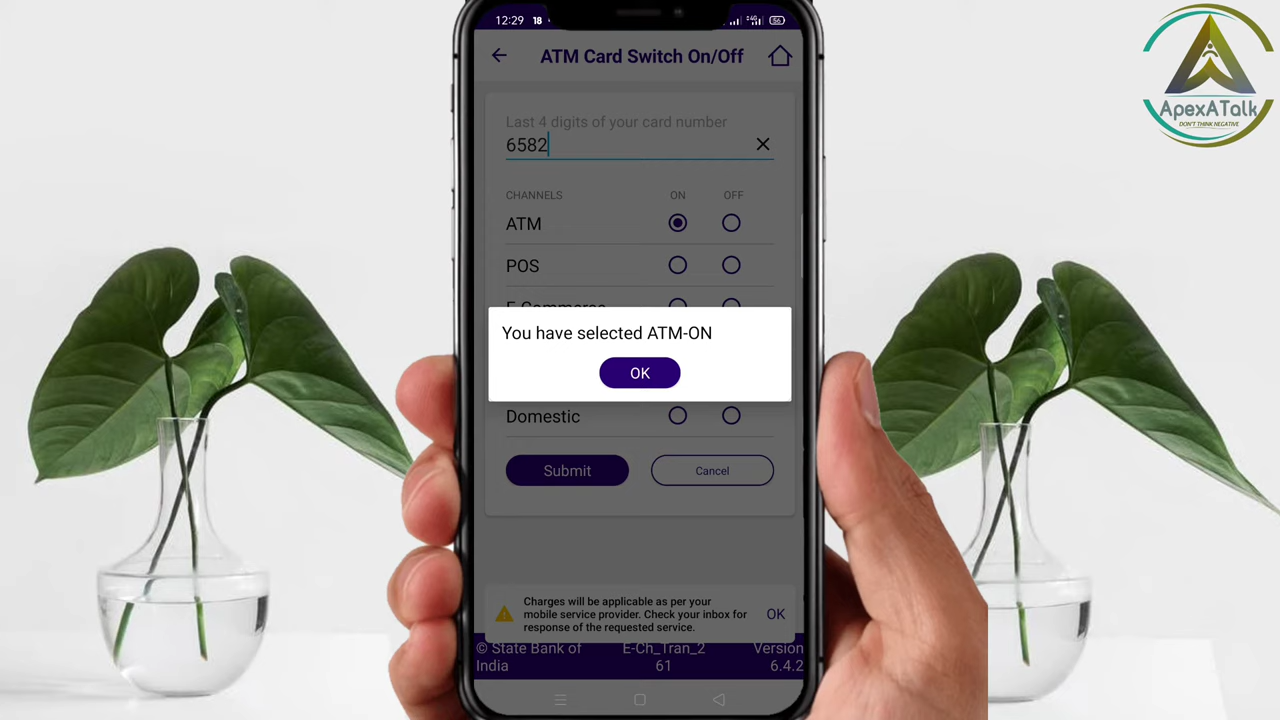 12:29 18 4G 56
ATM Card Switch On/Off
Last 4 digits of your card number
6582
CHANNELS ON OFF
ATM
POS
You have selected ATM-ON
OK
Domestic
Submit Cancel
Charges will be applicable as per your
mobile service provider. Check your inbox for
response of the requested service.
OK
© State Bank of
India
E-Ch_Tran_2
61
Version
6.4.2
ApexATalk
DON'T THINK NEGATIVE